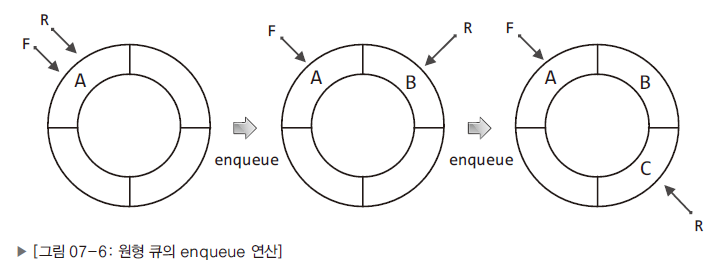 R
F
A
enqueue
F
R
A
B
enqueue
F
A
B
C
R
▶ [그림 07-6: 원형 큐의 enqueue 연산]